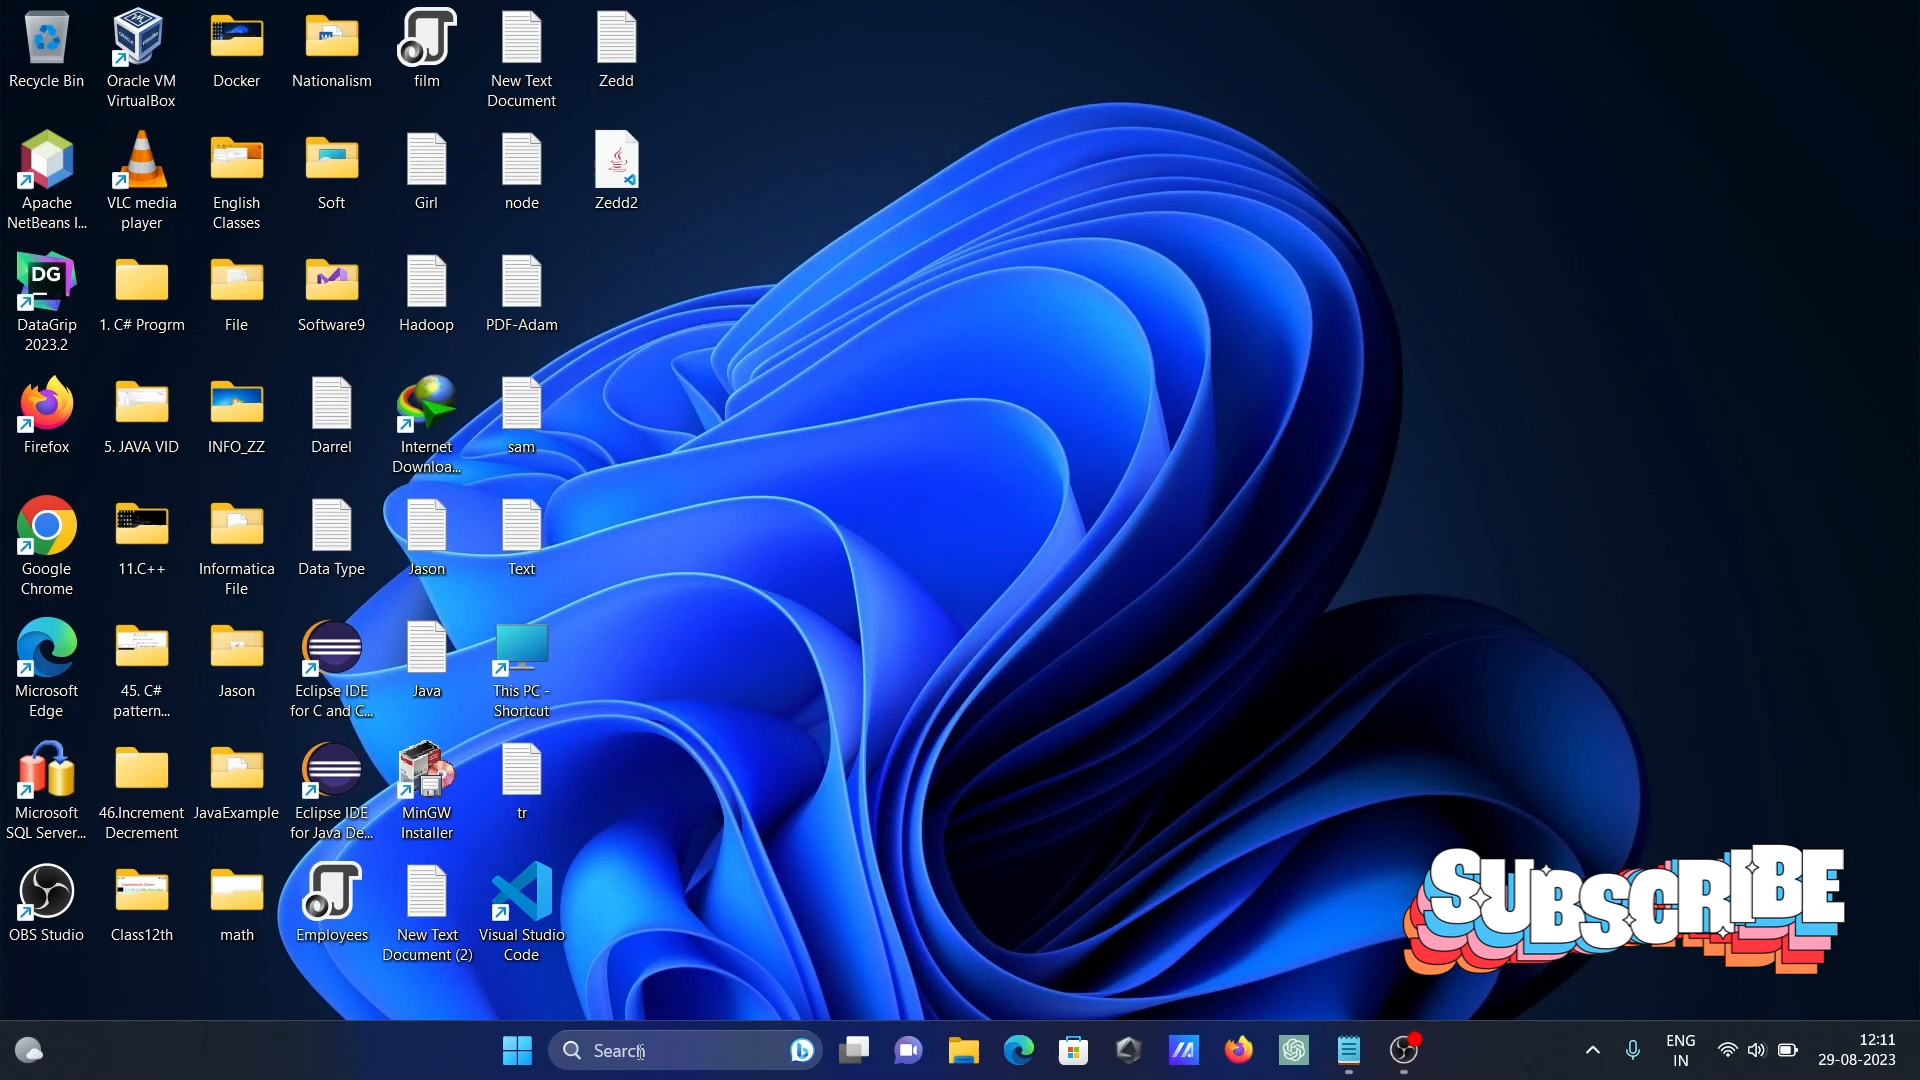 Recycle Bin
Oracle VM
VirtualBox
Docker
Nationalism
film
New Text
Document
Zedd
Apache
NetBeans I...
VLC media
player
English
Classes
Soft
Girl
node
Zedd2
DG
DataGrip
2023.2
1. C# Progrm
File
Software9
Hadoop
PDF-Adam
Firefox
5. JAVA VID
INFO_ZZ
Darrel
Internet
Downloa...
sam
Google
Chrome
11.C++
Informatica
File
Data Type
Jason
Text
Microsoft
Edge
45. C#
pattern...
Jason
Eclipse IDE
for C and C...
Java
This PC -
Shortcut
Microsoft
SQL Server...
46.Increment
Decrement
JavaExample
Eclipse IDE
for Java De...
MinGW
Installer
tr
OBS Studio
Class12th
math
Employees
New Text
Document (2)
Visual Studio
Code
SUBSCRIBE
Search
ENG
IN
12:11
29-08-2023